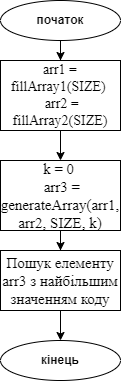 початок
arr1 =
fillArray1(SIZE)
arr2 =
fillArray2(SIZE)
k = 0
arr3 =
generateArray(arr1,
arr2, SIZE, k)
Пошук елементу
arr3 з найбільшим
значенням коду
кінець